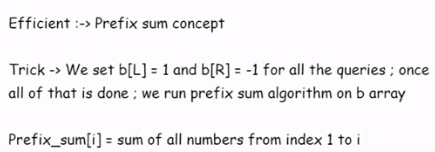 Efficient :-> Prefix sum concept
Trick -> We set b[L] = 1 and b[R] = -1 for all the queries ; once
all of that is done ; we run prefix sum algorithm on b array
Prefix_sum[i] = sum of all numbers from index 1 to i